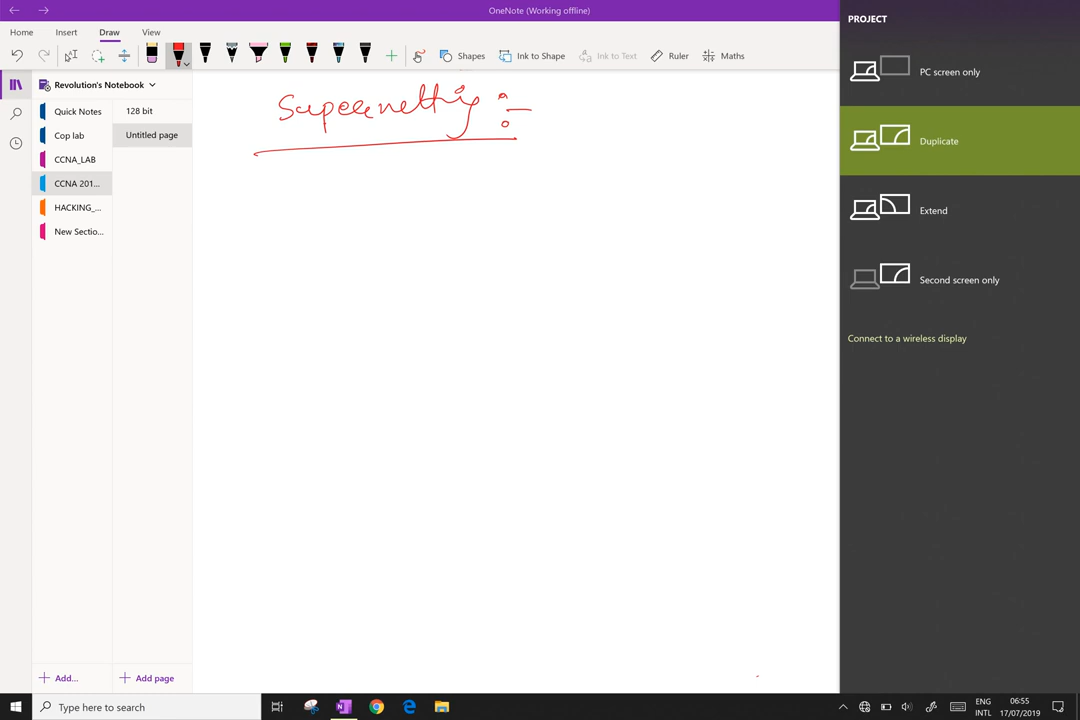 OneNote (Working offline)
PROJECT
Home Insert Draw View
Shapes Ink to Shape Ink to Text Ruler Maths
PC screen only
Duplicate
Extend
Second screen only
Connect to a wireless display
Revolution's Notebook
Quick Notes
Cop lab
CCNA_LAB
CCNA 201...
HACKING_...
New Sectio...
128 bit
Untitled page
Supernetting :-
Add...
Add page
Type here to search
ENG
INTL
06:55
17/07/2019